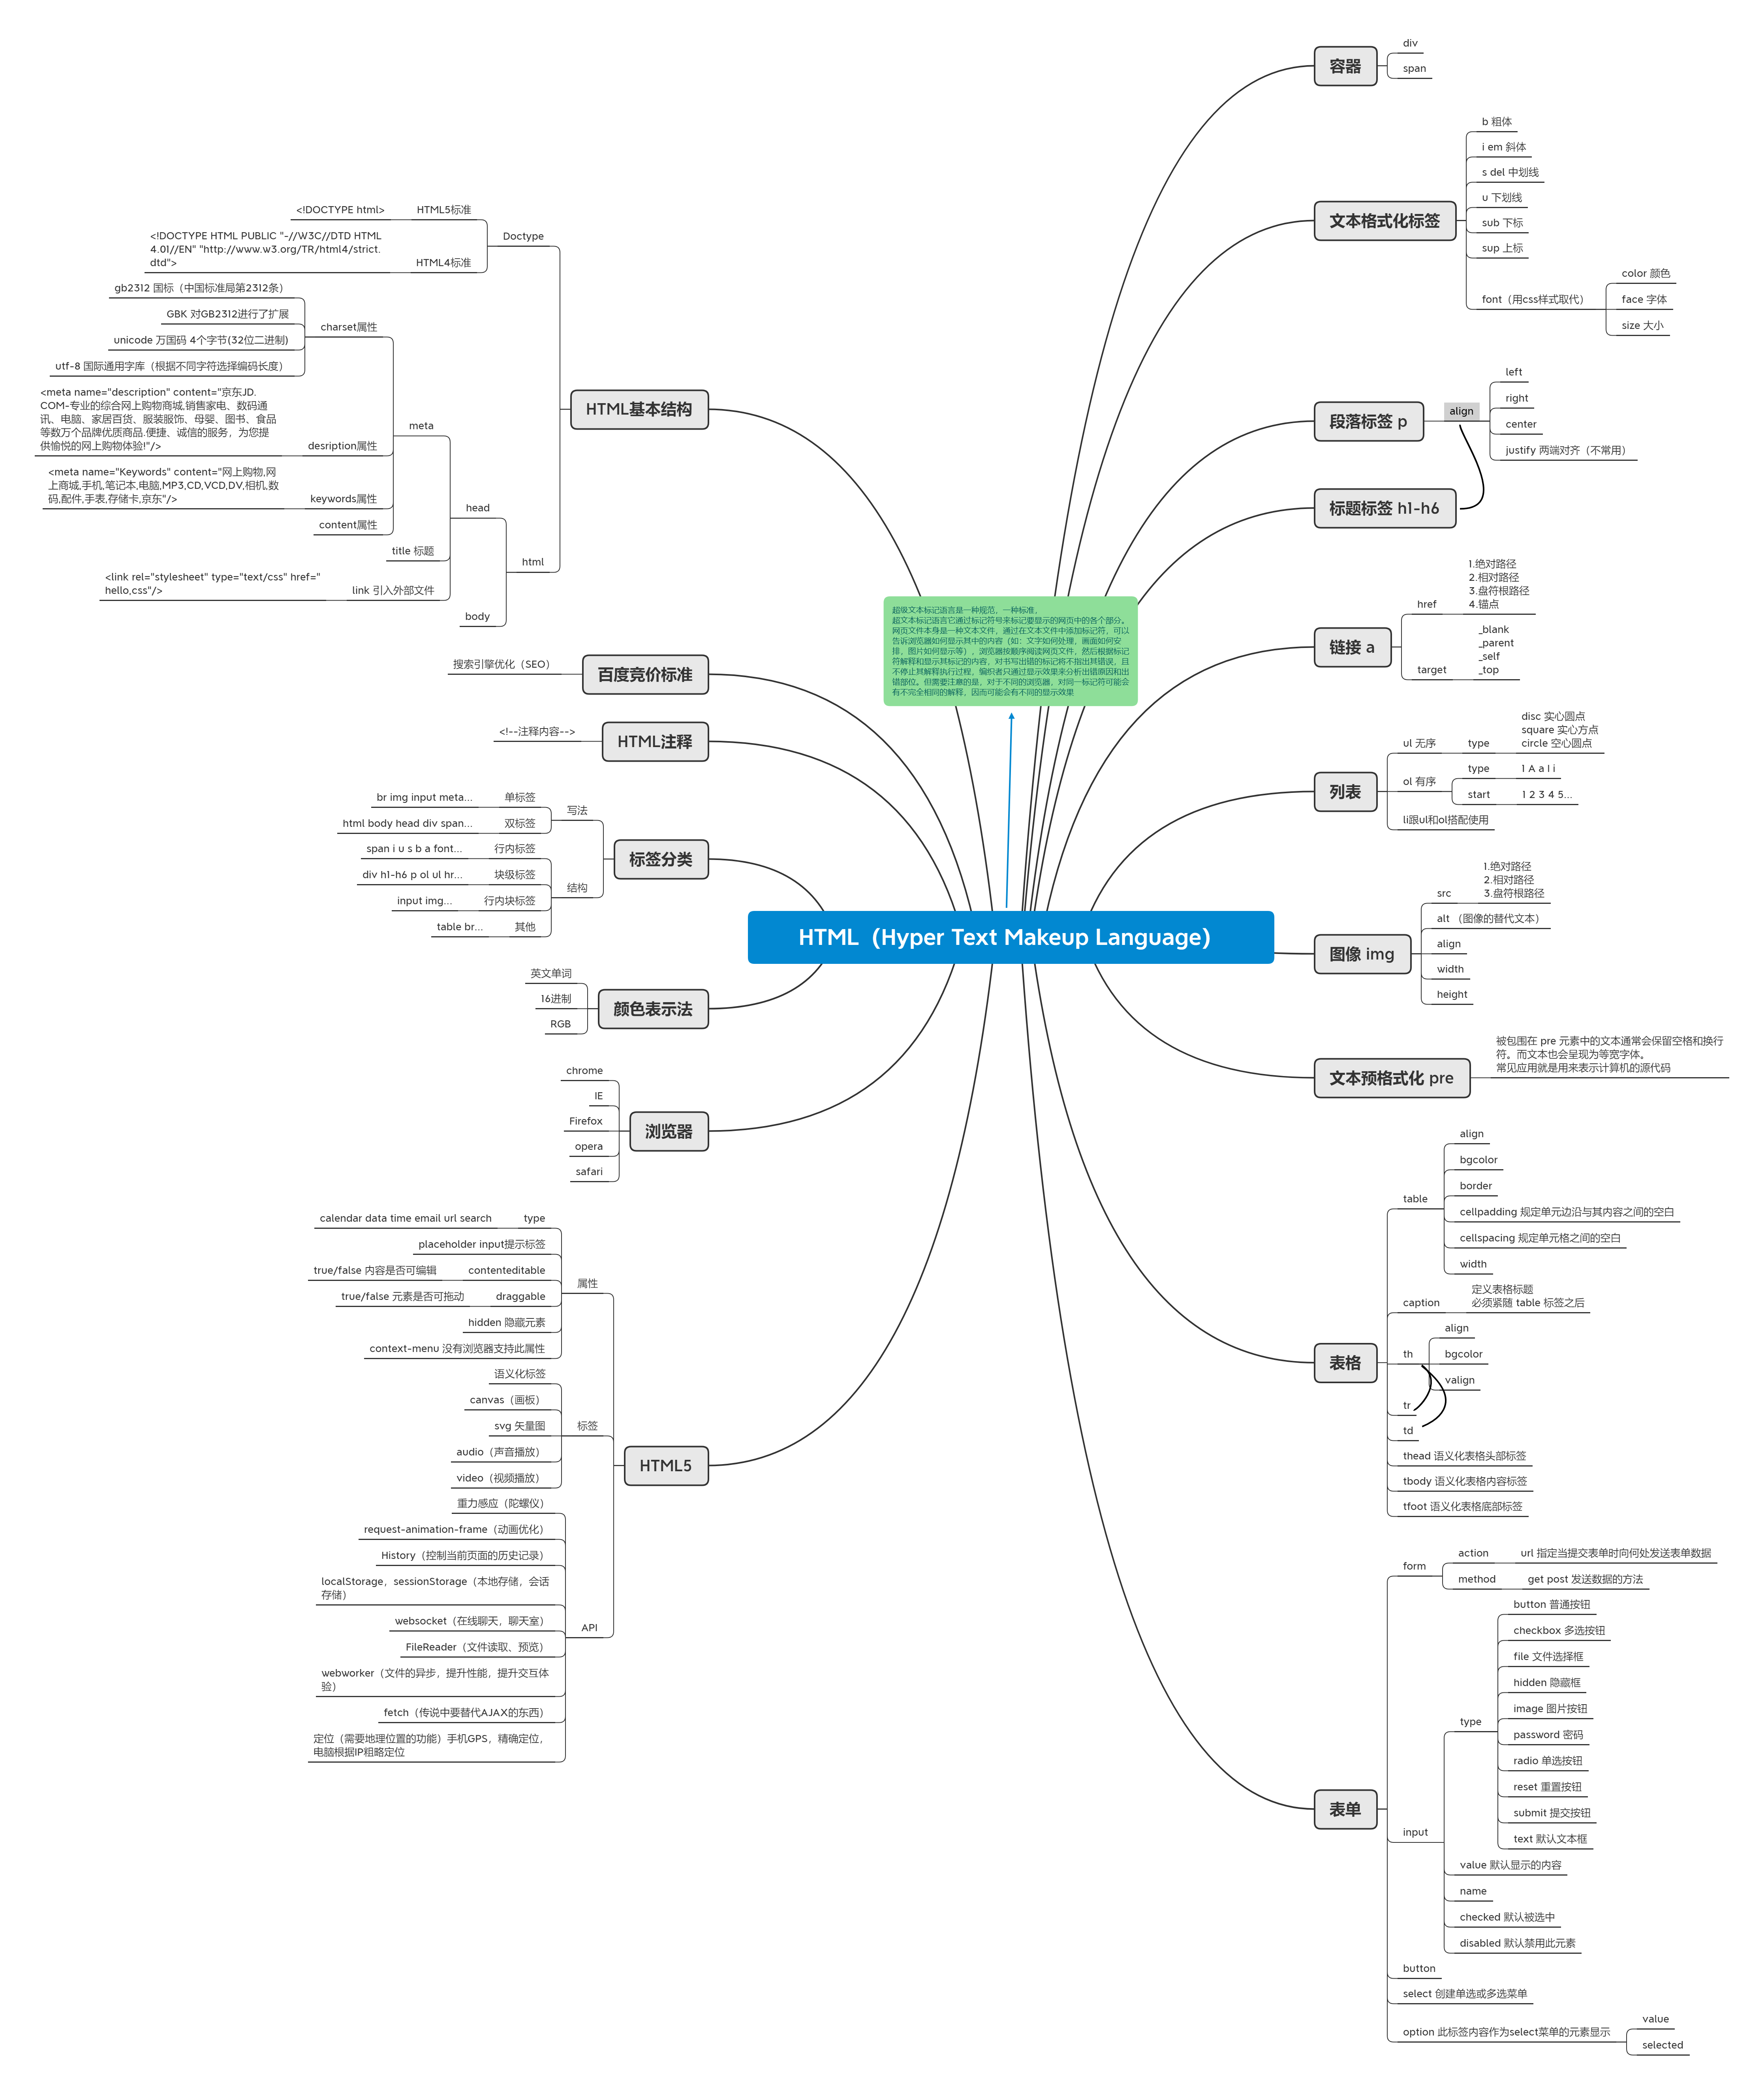 HTML（Hyper Text Makeup Language）
超级文本标记语言是一种规范，一种标准，
超文本标记语言它通过标记符号来标记要显示的网页中的各个部分。
网页文件本身是一种文本文件，通过在文本文件中添加标记符，可以
告诉浏览器如何显示其中的内容（如：文字如何处理，画面如何安
排，图片如何显示等），浏览器按顺序阅读网页文件，然后根据标记
符解释和显示其标记的内容，对书写出错的标记将不指出其错误，且
不停止其解释执行过程，编织者只通过显示效果来分析出错原因和出
错部位。但需要注意的是，对于不同的浏览器，对同一标记符可能会
有不完全相同的解释，因而可能会有不同的显示效果
容器
div
span
文本格式化标签
b 粗体
i em 斜体
s del 中划线
u 下划线
sub 下标
sup 上标
font（用css样式取代）
color 颜色
face 字体
size 大小
段落标签 p
align
left
right
center
justify 两端对齐（不常用）
标题标签 h1-h6
链接 a
href
1.绝对路径
2.相对路径
3.盘符根路径
4.锚点
target
_blank
_parent
_self
_top
列表
ul 无序
type
disc 实心圆点
square 实心方点
circle 空心圆点
ol 有序
type
1 A a I i
start
1 2 3 4 5...
li跟ul和ol搭配使用
图像 img
src
1.绝对路径
2.相对路径
3.盘符根路径
alt （图像的替代文本）
align
width
height
文本预格式化 pre
被包围在 pre 元素中的文本通常会保留空格和换行
符。而文本也会呈现为等宽字体。
常见应用就是用来表示计算机的源代码
表格
table
align
bgcolor
border
cellpadding 规定单元边沿与其内容之间的空白
cellspacing 规定单元格之间的空白
width
caption
定义表格标题
必须紧随 table 标签之后
th
align
bgcolor
valign
tr
td
thead 语义化表格头部标签
tbody 语义化表格内容标签
tfoot 语义化表格底部标签
表单
form
action
url 指定当提交表单时向何处发送表单数据
method
get post 发送数据的方法
input
type
button 普通按钮
checkbox 多选按钮
file 文件选择框
hidden 隐藏框
image 图片按钮
password 密码
radio 单选按钮
reset 重置按钮
submit 提交按钮
text 默认文本框
value 默认显示的内容
name
checked 默认被选中
disabled 默认禁用此元素
button
select 创建单选或多选菜单
option 此标签内容作为select菜单的元素显示
value
selected
HTML基本结构
Doctype
HTML5标准
<!DOCTYPE html>
HTML4标准
<!DOCTYPE HTML PUBLIC "-//W3C//DTD HTML
4.01//EN" "http://www.w3.org/TR/html4/strict.
dtd">
html
head
meta
charset属性
gb2312 国标（中国标准局第2312条）
GBK 对GB2312进行了扩展
unicode 万国码 4个字节(32位二进制)
utf-8 国际通用字库（根据不同字符选择编码长度）
desription属性
<meta name="description" content="京东JD.
COM-专业的综合网上购物商城,销售家电、数码通
讯、电脑、家居百货、服装服饰、母婴、图书、食品
等数万个品牌优质商品.便捷、诚信的服务，为您提
供愉悦的网上购物体验!"/>
keywords属性
<meta name="Keywords" content="网上购物,网
上商城,手机,笔记本,电脑,MP3,CD,VCD,DV,相机,数
码,配件,手表,存储卡,京东"/>
content属性
title 标题
link 引入外部文件
<link rel="stylesheet" type="text/css" href="
hello,css"/>
body
百度竞价标准
搜索引擎优化（SEO）
HTML注释
<!--注释内容-->
标签分类
写法
单标签
br img input meta...
双标签
html body head div span...
结构
行内标签
span i u s b a font...
块级标签
div h1-h6 p ol ul hr...
行内块标签
input img...
其他
table br...
颜色表示法
英文单词
16进制
RGB
浏览器
chrome
IE
Firefox
opera
safari
HTML5
属性
type
calendar data time email url search
placeholder input提示标签
contenteditable
true/false 内容是否可编辑
draggable
true/false 元素是否可拖动
hidden 隐藏元素
context-menu 没有浏览器支持此属性
标签
语义化标签
canvas（画板）
svg 矢量图
audio（声音播放）
video（视频播放）
API
重力感应（陀螺仪）
request-animation-frame（动画优化）
History（控制当前页面的历史记录）
localStorage，sessionStorage（本地存储，会话
存储）
websocket（在线聊天，聊天室）
FileReader（文件读取、预览）
webworker（文件的异步，提升性能，提升交互体
验）
fetch（传说中要替代AJAX的东西）
定位（需要地理位置的功能）手机GPS，精确定位，
电脑根据IP粗略定位